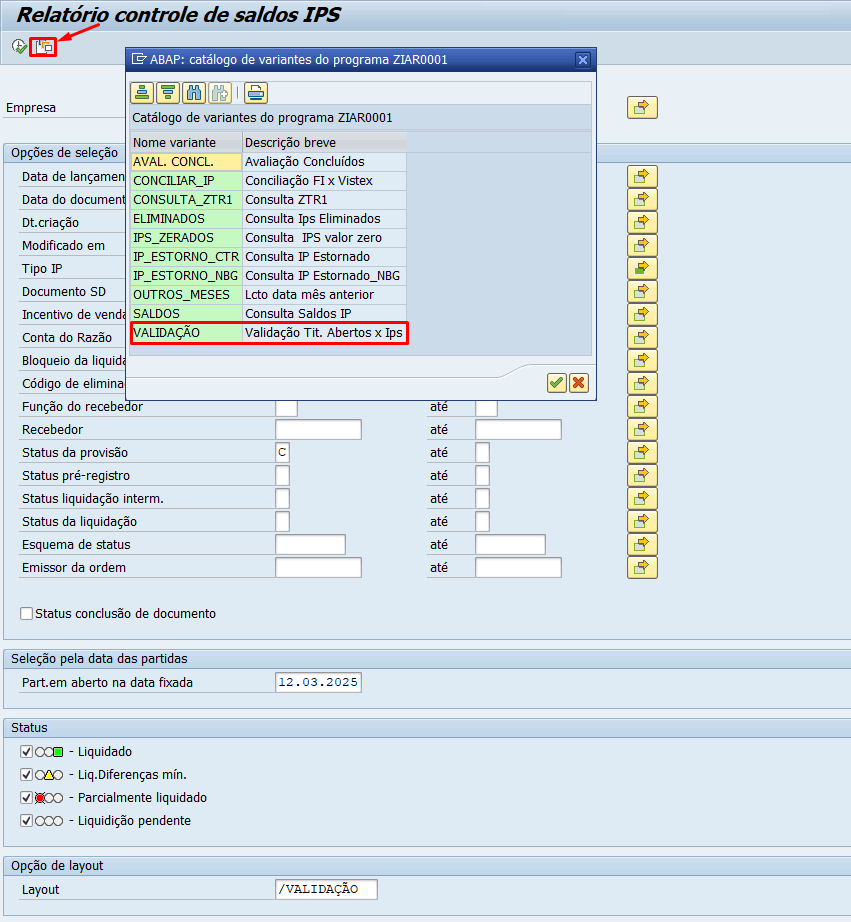 Relatório controle de saldos IPS
ABAP: catálogo de variantes do programa ZIAR0001
Catálogo de variantes do programa ZIAR0001
Nome variante Descrição breve
AVAL. CONCL. Avaliação Concluídos
CONCILIAR_IP Conciliação FI x Vistex
CONSULTA_ZTR1 Consulta ZTR1
ELIMINADOS Consulta Ips Eliminados
IPS_ZERADOS Consulta IPS valor zero
IP_ESTORNO_CTR Consulta IP Estornado
IP_ESTORNO_NBG Consulta IP Estornado_NBG
OUTROS_MESES Lcto data mês anterior
SALDOS Consulta Saldos IP
VALIDAÇÃO Validação Tit. Abertos x Ips
Empresa
Opções de seleção
Data de lançamen
Data do document
Dt.criação
Modificado em
Tipo IP
Documento SD
Incentivo de venda
Conta do Razão
Bloqueio da liquida
Código de elimina
Função do recebedor até
Recebedor até
Status da provisão C até
Status pré-registro até
Status liquidação interm. até
Status da liquidação até
Esquema de status até
Emissor da ordem até
Status conclusão de documento
Seleção pela data das partidas
Part.em aberto na data fixada 12.03.2025
Status
- Liquidado
- Liq.Diferenças mín.
- Parcialmente liquidado
- Liquidição pendente
Opção de layout
Layout /VALIDAÇÃO